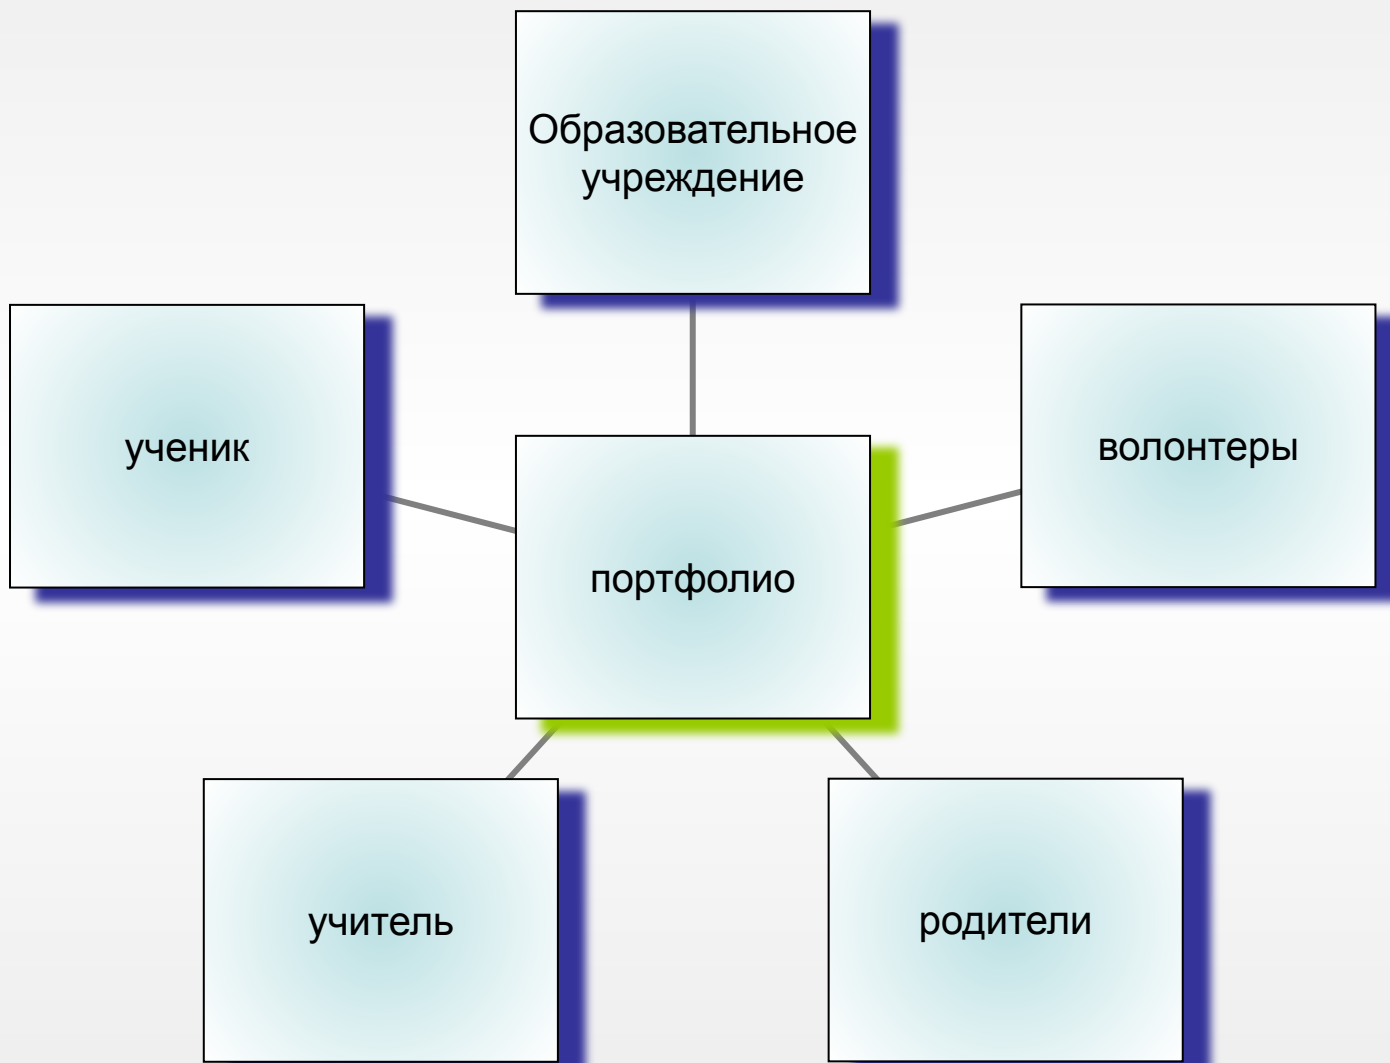 Образовательное
учреждение
ученик
волонтеры
портфолио
учитель
родители